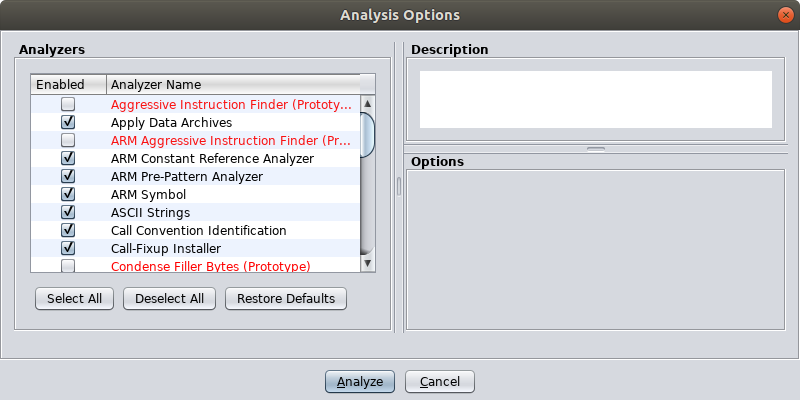 Analysis Options
Analyzers
Enabled Analyzer Name
Aggressive Instruction Finder (Prototy...
Apply Data Archives
ARM Aggressive Instruction Finder (Pr...
ARM Constant Reference Analyzer
ARM Pre-Pattern Analyzer
ARM Symbol
ASCII Strings
Call Convention Identification
Call-Fixup Installer
Condense Filler Bytes (Prototype)
Select All Deselect All Restore Defaults
Description
Options
Analyze Cancel